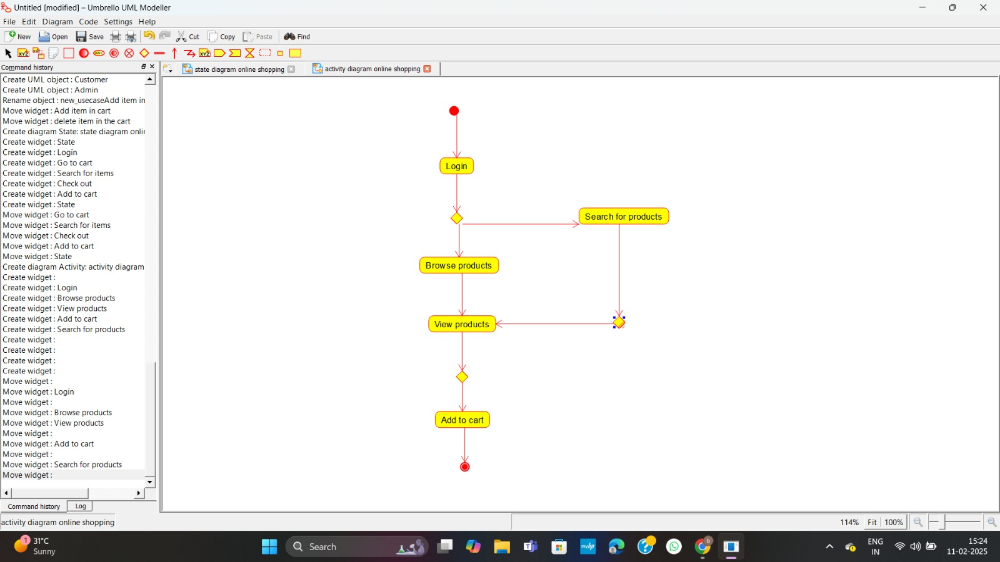 Untitled [modified] – Umbrello UML Modeller
File Edit Diagram Code Settings Help
New Open Save Cut Copy Paste Find
XYZ ABC XYZ
Command history
state diagram online shopping
activity diagram online shopping
Create UML object : Customer
Create UML object : Admin
Rename object : new_usecaseAdd item in
Move widget : Add item in cart
Move widget : delete item in the cart
Create diagram State: state diagram onlin
Create widget : State
Create widget : Login
Create widget : Go to cart
Create widget : Search for items
Create widget : Check out
Create widget : Add to cart
Create widget : State
Move widget : Go to cart
Move widget : Search for items
Move widget : Check out
Move widget : Add to cart
Move widget : State
Create diagram Activity: activity diagram
Create widget :
Create widget : Login
Create widget : Browse products
Create widget : View products
Create widget : Add to cart
Create widget : Search for products
Create widget :
Create widget :
Create widget :
Create widget :
Move widget :
Move widget : Login
Move widget :
Move widget : Browse products
Move widget : View products
Move widget :
Move widget : Add to cart
Move widget :
Move widget : Search for products
Move widget :
Command history Log
Login
Search for products
Browse products
View products
Add to cart
activity diagram online shopping
114% Fit 100%
1
31°C
Sunny
Search
myhp
b
ENG
IN
15:24
11-02-2025